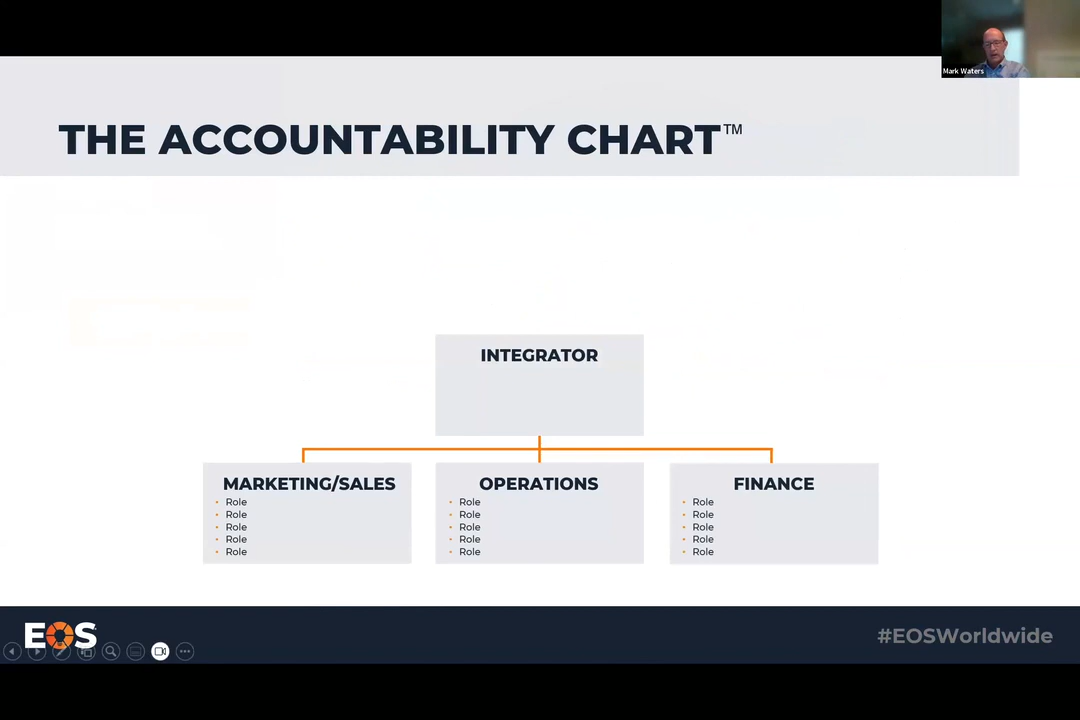 Mark Waters
THE ACCOUNTABILITY CHART™
INTEGRATOR
MARKETING/SALES
• Role
• Role
• Role
• Role
• Role
OPERATIONS
• Role
• Role
• Role
• Role
• Role
FINANCE
• Role
• Role
• Role
• Role
• Role
EOS
#EOSWorldwide